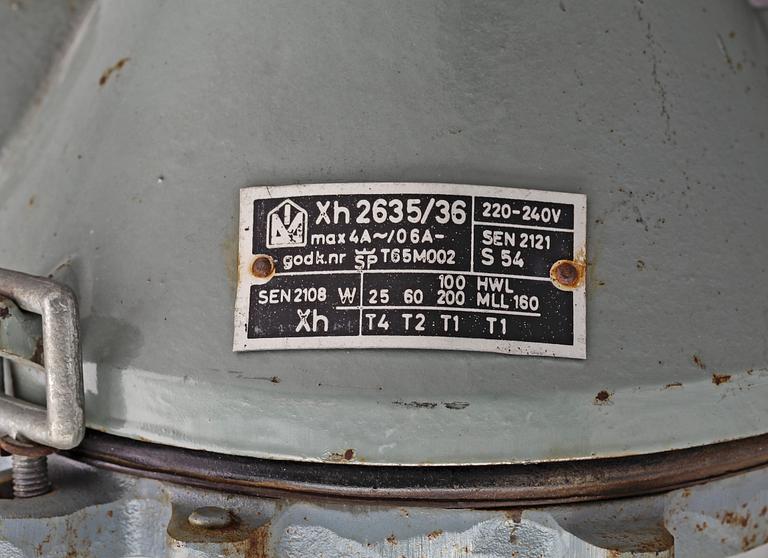 Xh 2635/36
max 4A~/0 6A-
godk.nr SP T65M002
220-240V
SEN 2121
S 54
SEN 2108 W 25 60 100 200 HWL MLL 160
Xh T4 T2 T1 T1